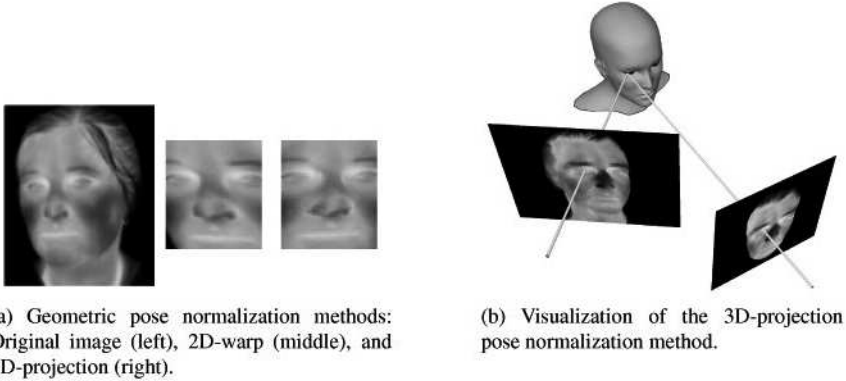 a) Geometric pose normalization methods:
Original image (left), 2D-warp (middle), and
D-projection (right).
(b) Visualization of the 3D-projection
pose normalization method.